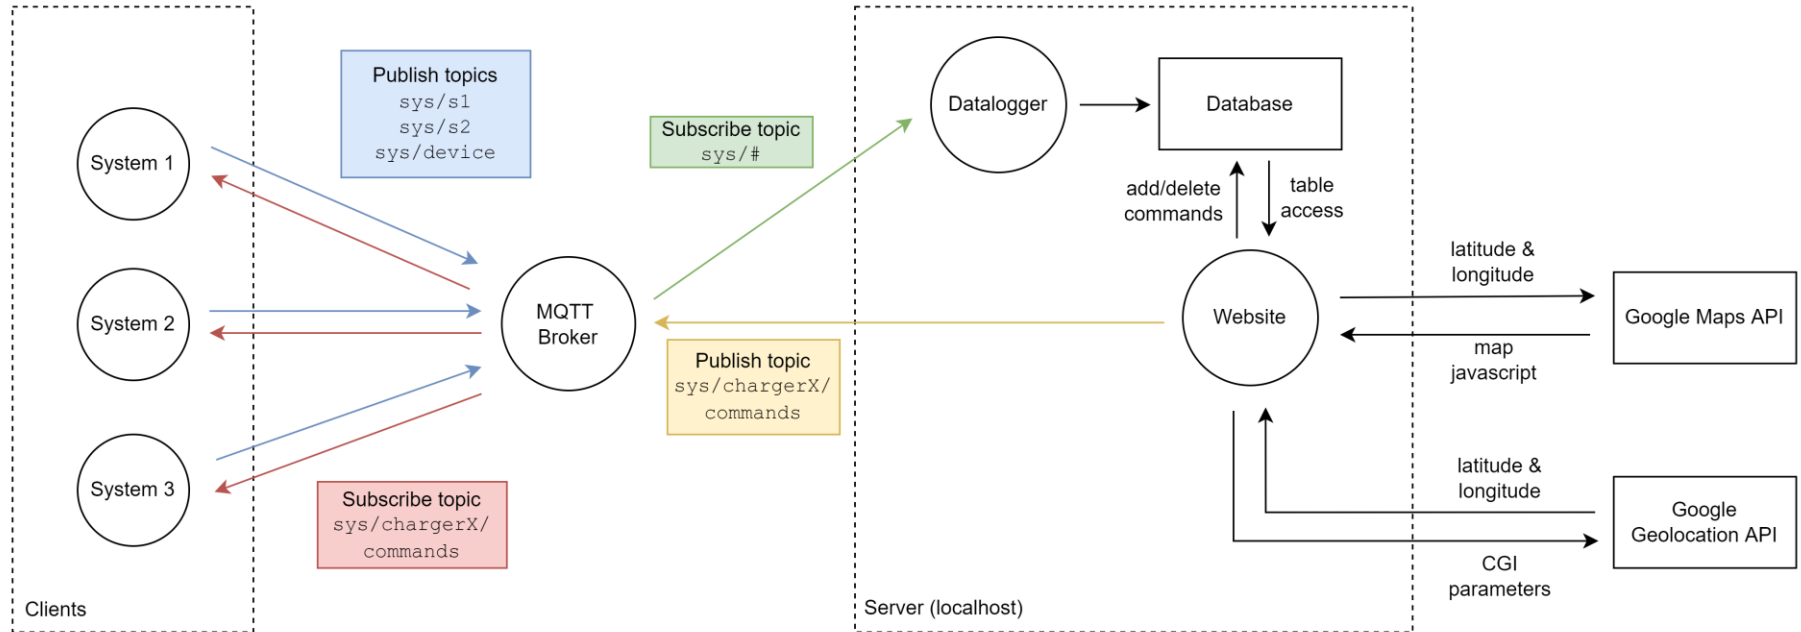 System 1
System 2
System 3
Clients
Publish topics
sys/s1
sys/s2
sys/device
Subscribe topic
sys/chargerX/
commands
MQTT
Broker
Subscribe topic
sys/#
Publish topic
sys/chargerX/
commands
Datalogger
Database
add/delete
commands
table
access
Website
Server (localhost)
latitude &
longitude
map
javascript
Google Maps API
latitude &
longitude
CGI
parameters
Google
Geolocation API